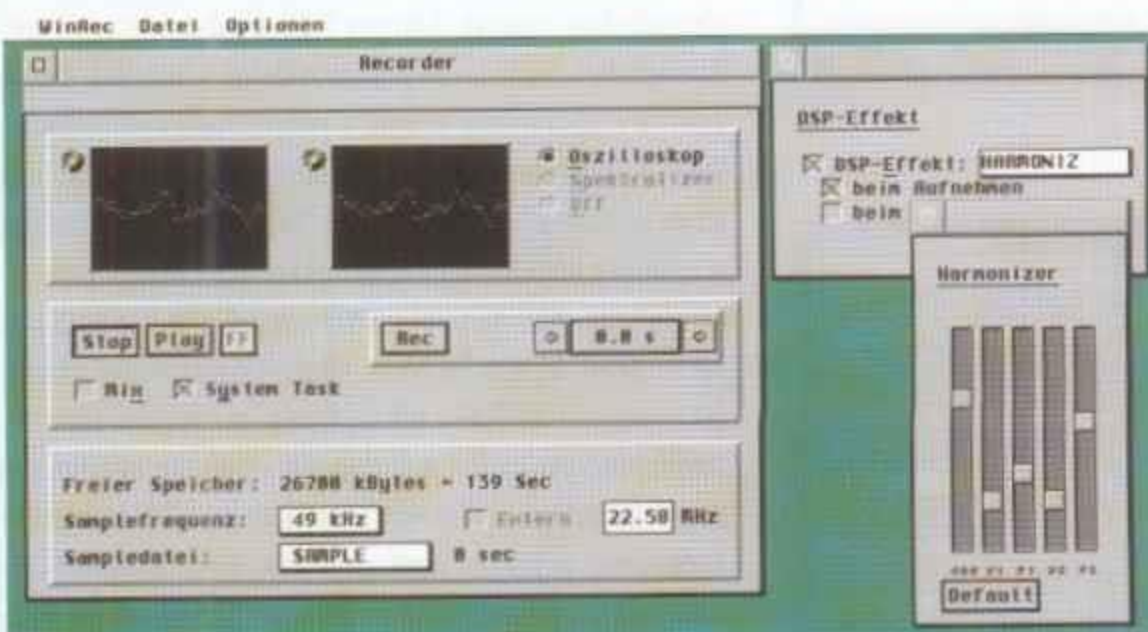 WinRec Datei Optionen
Recorder
Oszilloskop
Spektralizer
Off
Stop Play FF
Rec
0.0 s
Mix System Task
Freier Speicher: 26788 kBytes = 139 Sec
Samplefrequenz: 49 kHz Extern 22.58 MHz
Sampledatei: SAMPLE 0 sec
DSP-Effekt
DSP-Effekt: HARMONIZ
beim Aufnehmen
beim
Harmonizer
Default